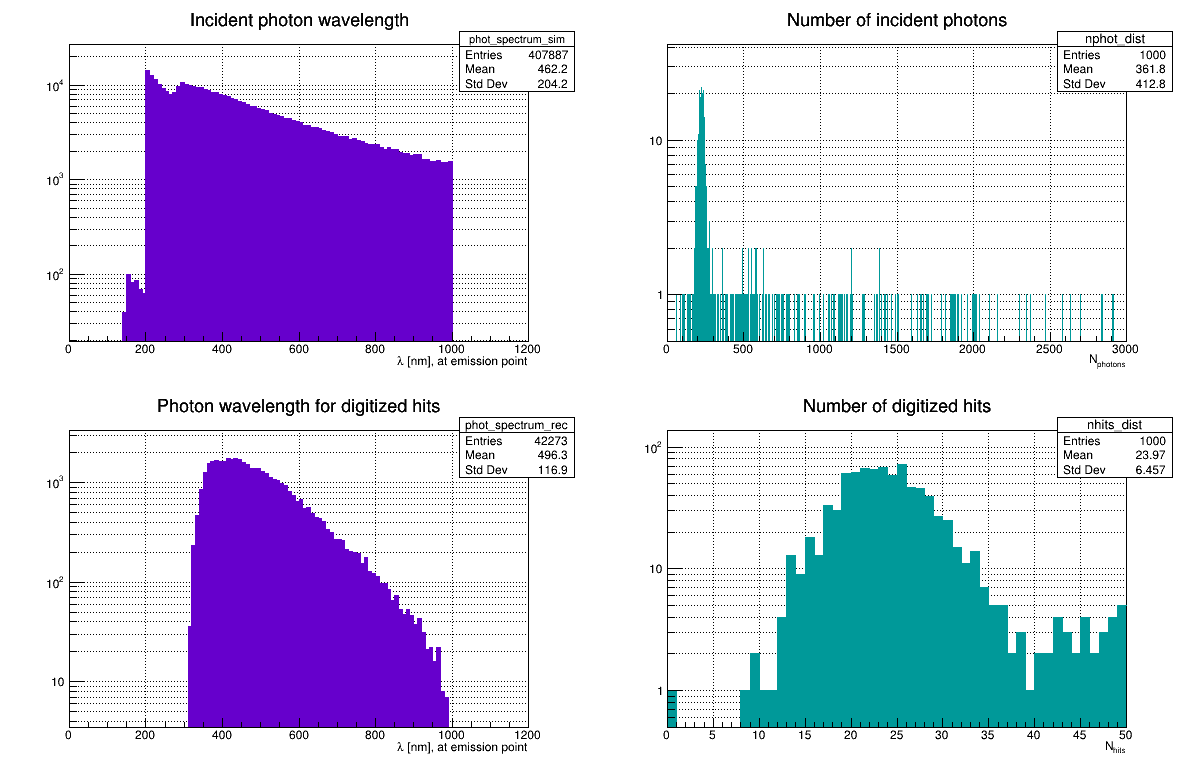 Incident photon wavelength
phot_spectrum_sim
Entries 407887
Mean 462.2
Std Dev 204.2
10^4
10^3
10^2
0 200 400 600 800 1000 1200
λ [nm], at emission point
Number of incident photons
nphot_dist
Entries 1000
Mean 361.8
Std Dev 412.8
10
1
0 500 1000 1500 2000 2500 3000
N_photons
Photon wavelength for digitized hits
phot_spectrum_rec
Entries 42273
Mean 496.3
Std Dev 116.9
10^3
10^2
10
0 200 400 600 800 1000 1200
λ [nm], at emission point
Number of digitized hits
nhits_dist
Entries 1000
Mean 23.97
Std Dev 6.457
10^2
10
1
0 5 10 15 20 25 30 35 40 45 50
N_hits